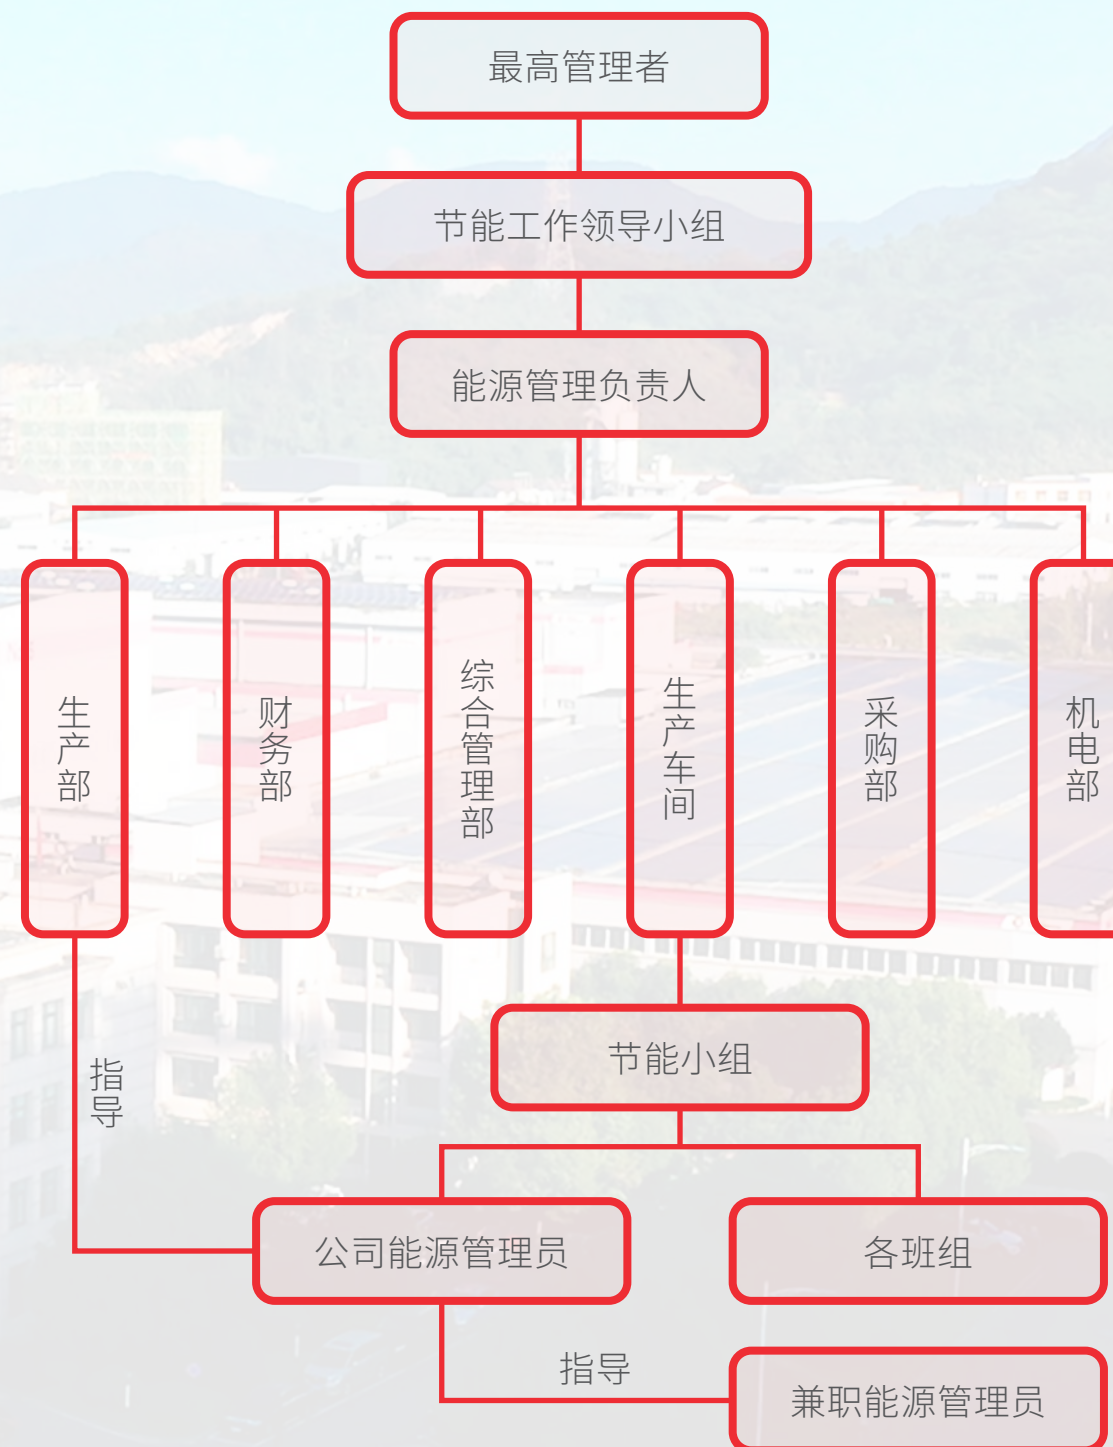 最高管理者
节能工作领导小组
能源管理负责人
生产部
财务部
综合管理部
生产车间
采购部
机电部
节能小组
指导
公司能源管理员
各班组
指导
兼职能源管理员